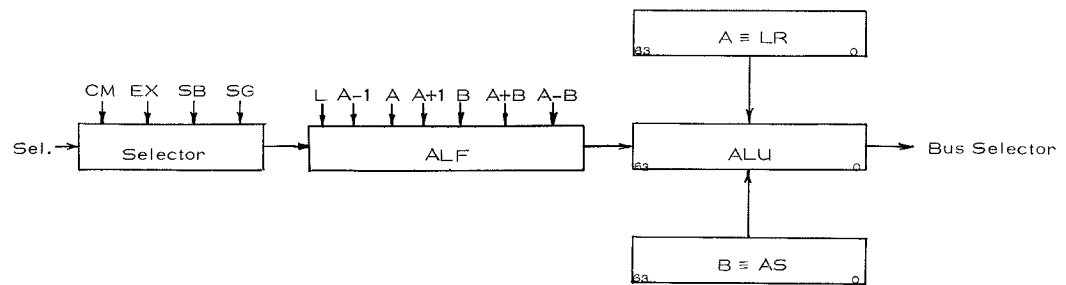 A ≡ LR
63 0
CM EX SB SG
L A-1 A A+1 B A+B A-B
Sel. Selector ALF ALU Bus Selector
63 0
B ≡ AS
63 0